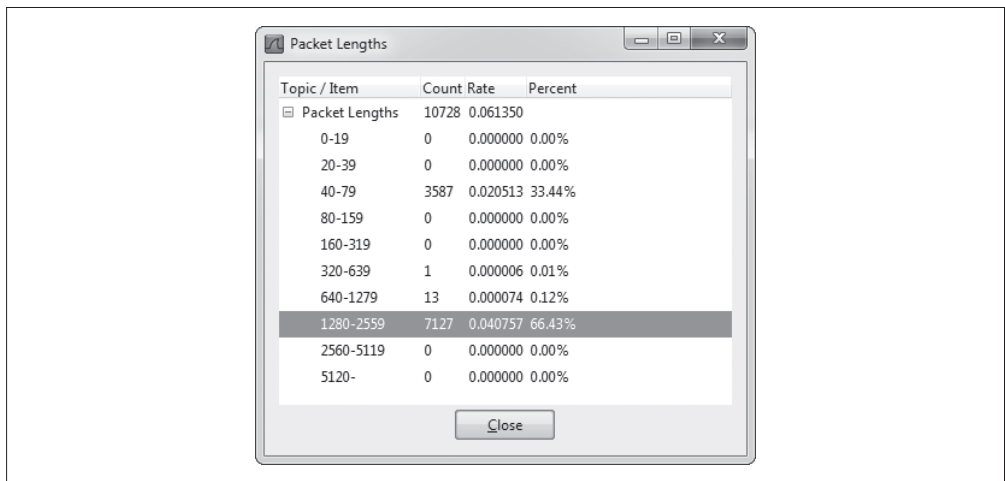 Packet Lengths
Topic / Item Count Rate Percent
Packet Lengths 10728 0.061350
0-19 0 0.000000 0.00%
20-39 0 0.000000 0.00%
40-79 3587 0.020513 33.44%
80-159 0 0.000000 0.00%
160-319 0 0.000000 0.00%
320-639 1 0.000006 0.01%
640-1279 13 0.000074 0.12%
1280-2559 7127 0.040757 66.43%
2560-5119 0 0.000000 0.00%
5120- 0 0.000000 0.00%
Close